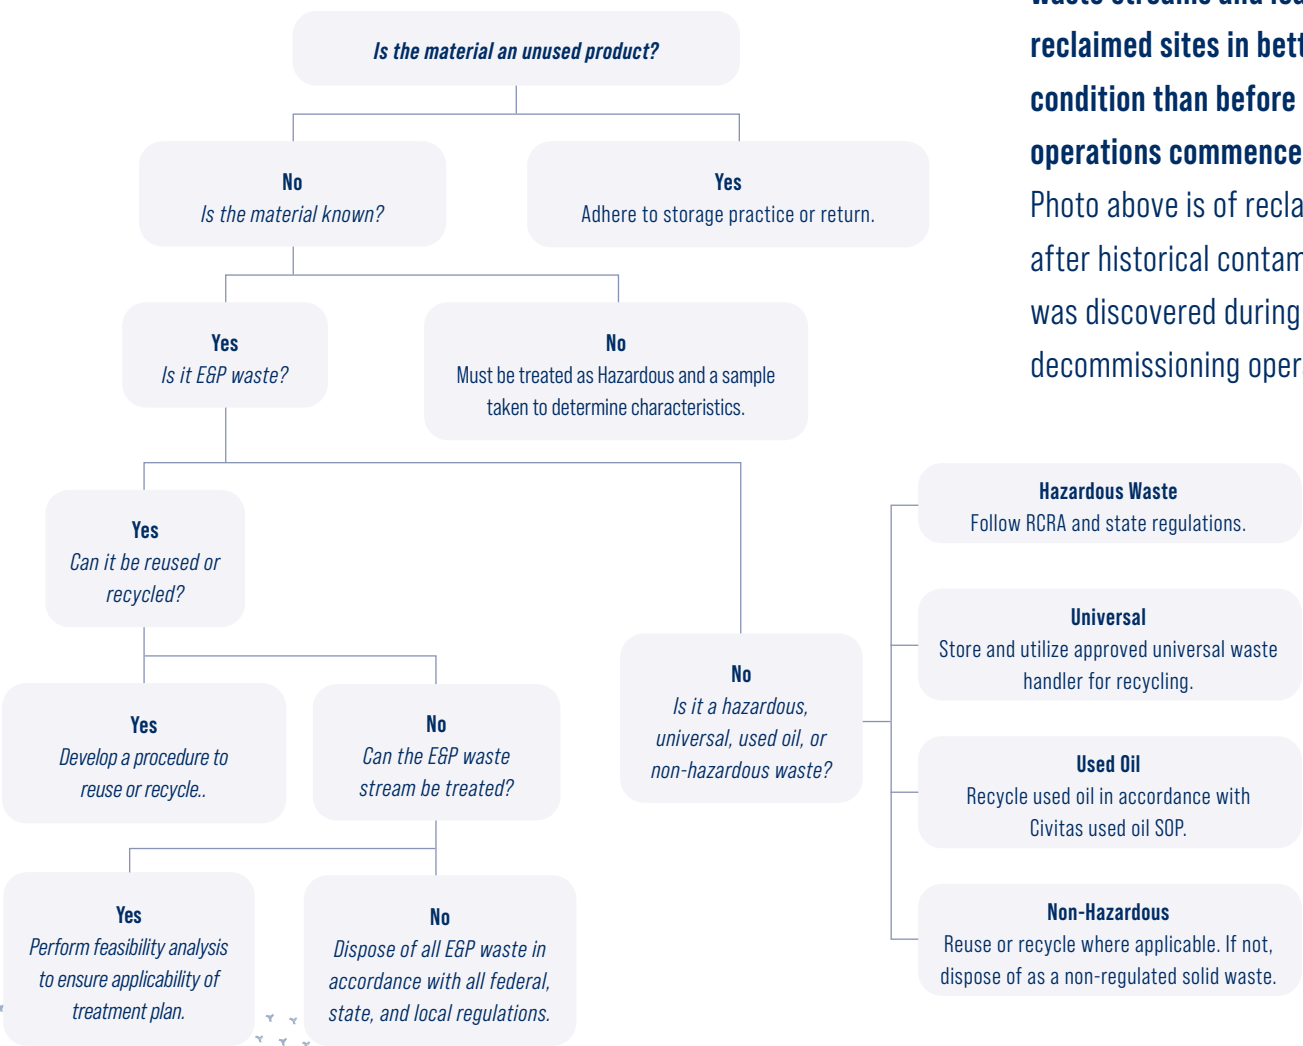 Is the material an unused product?
No
Is the material known?
Yes
Adhere to storage practice or return.
Yes
Is it E&P waste?
No
Must be treated as Hazardous and a sample
taken to determine characteristics.
Yes
Can it be reused or
recycled?
Yes
Develop a procedure to
reuse or recycle..
No
Can the E&P waste
stream be treated?
Yes
Perform feasibility analysis
to ensure applicability of
treatment plan.
No
Dispose of all E&P waste in
accordance with all federal,
state, and local regulations.
No
Is it a hazardous,
universal, used oil, or
non-hazardous waste?
Hazardous Waste
Follow RCRA and state regulations.
Universal
Store and utilize approved universal waste
handler for recycling.
Used Oil
Recycle used oil in accordance with
Civitas used oil SOP.
Non-Hazardous
Reuse or recycle where applicable. If not,
dispose of as a non-regulated solid waste.
waste streams and
reclaimed sites in
condition than before
operations
Photo above is of
after historical
was discovered during
decommissioning